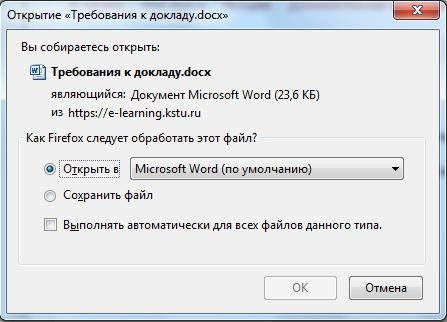 Открытие «Требования к докладу.docx»
Вы собираетесь открыть:
Требования к докладу.docx
являющийся: Документ Microsoft Word (23,6 КБ)
из https://e-learning.kstu.ru
Как Firefox следует обработать этот файл?
Открыть в Microsoft Word (по умолчанию)
Сохранить файл
Выполнять автоматически для всех файлов данного типа.
ОК Отмена